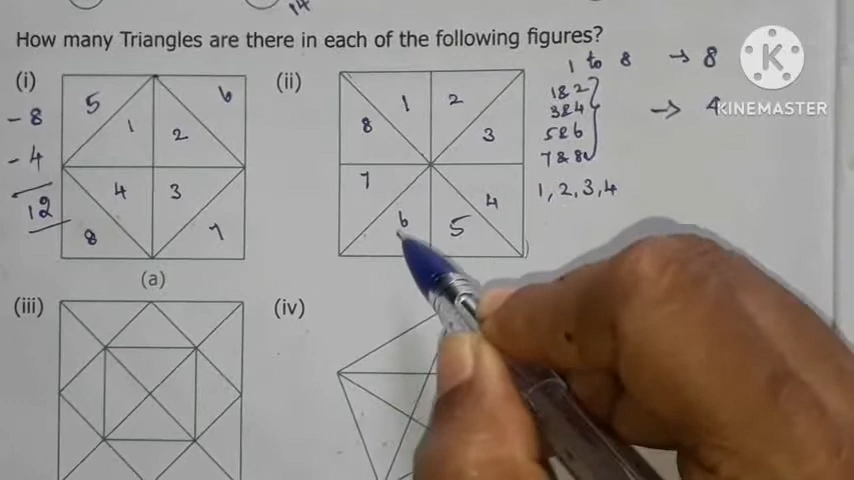 14
How many Triangles are there in each of the following figures?
(i)
5
6
1
2
4
3
8
7
- 8
- 4
12
(a)
(ii)
1
2
8
3
7
4
6
5
1 to 8 → 8
1&2
3&4
5&6
7&8
→ 4
1, 2, 3, 4
K
KINEMASTER
(iii)
(iv)